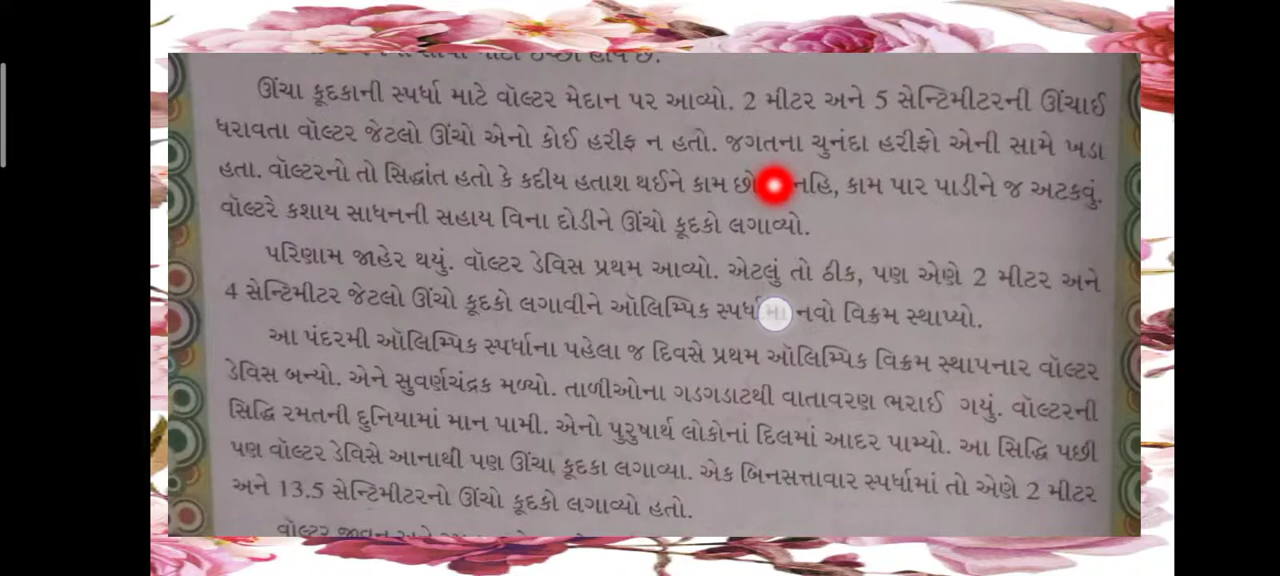 ઊંચા કૂદકાની સ્પર્ધા માટે વૉલ્ટર મેદાન પર આવ્યો. 2 મીટર અને 5 સેન્ટિમીટરની ઊંચાઈ
ધરાવતા વૉલ્ટર જેટલો ઊંચો એનો કોઈ હરીફ ન હતો. જગતના ચુનંદા હરીફો એની સામે ખડા
હતા. વૉલ્ટરનો તો સિદ્ધાંત હતો કે કદીય હતાશ થઈને કામ નહિ, કામ પાર પાડીને જ અટકવું.
વૉલ્ટરે કશાય સાધનની સહાય વિના દોડીને ઊંચો કૂદકો લગાવ્યો.
પરિણામ જાહેર થયું. વૉલ્ટર ડેવિસ પ્રથમ આવ્યો. એટલું તો ઠીક, પણ એણે 2 મીટર અને
4 સેન્ટિમીટર જેટલો ઊંચો કૂદકો લગાવીને ઑલિમ્પિક સ્પર્ધામાં નવો વિક્રમ સ્થાપ્યો.
આ પંદરમી ઑલિમ્પિક સ્પર્ધાના પહેલા જ દિવસે પ્રથમ ઑલિમ્પિક વિક્રમ સ્થાપનાર વૉલ્ટર
ડેવિસ બન્યો. એને સુવર્ણચંદ્રક મળ્યો. તાળીઓના ગડગડાટથી વાતાવરણ ભરાઈ ગયું. વૉલ્ટરની
સિદ્ધિ રમતની દુનિયામાં માન પામી. એનો પુરુષાર્થ લોકોનાં દિલમાં આદર પામ્યો. આ સિદ્ધિ પછી
પણ વૉલ્ટર ડેવિસે આનાથી પણ ઊંચા કૂદકા લગાવ્યા. એક બિનસત્તાવાર સ્પર્ધામાં તો એણે 2 મીટર
અને 13.5 સેન્ટિમીટરનો ઊંચો કૂદકો લગાવ્યો હતો.